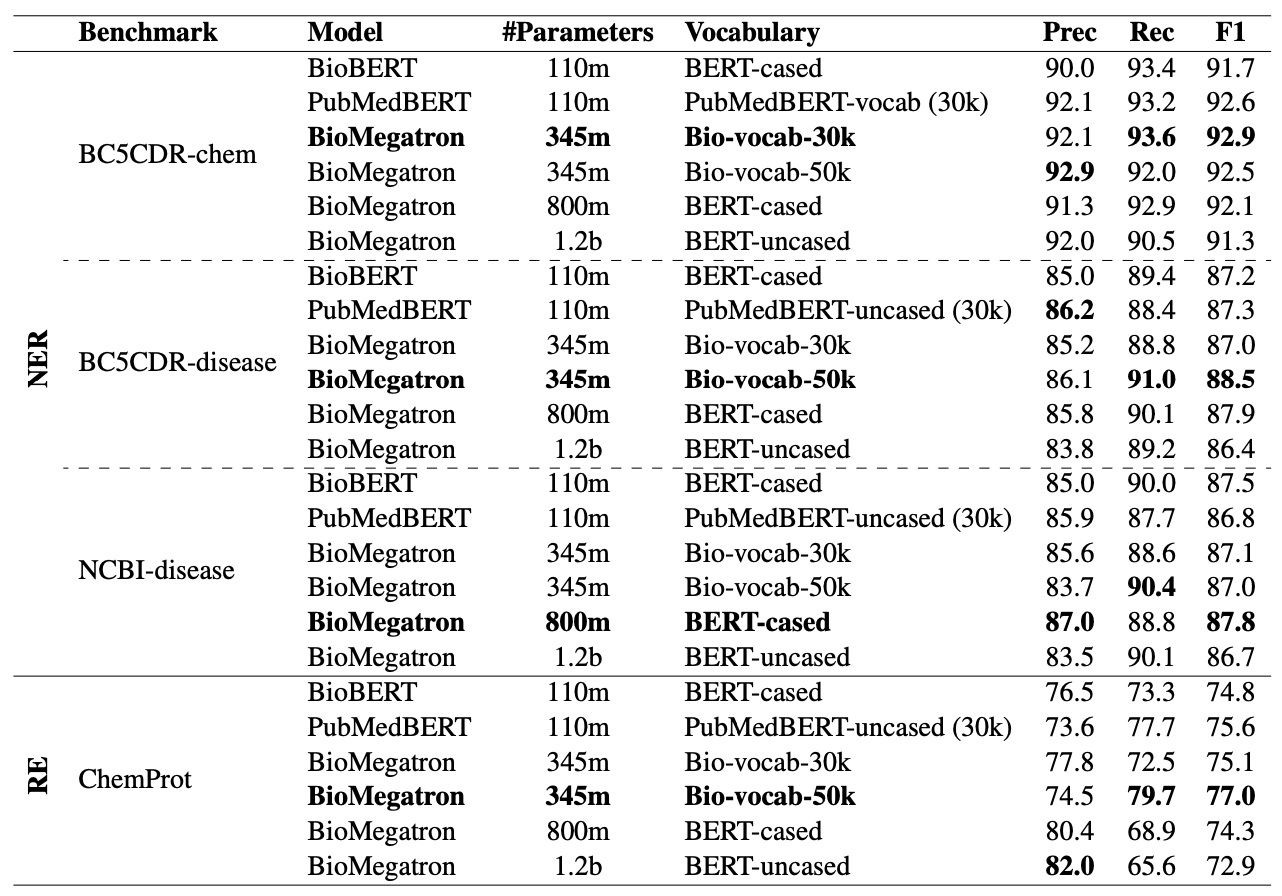 Benchmark Model #Parameters Vocabulary Prec Rec F1
BioBERT 110m BERT-cased 90.0 93.4 91.7
PubMedBERT 110m PubMedBERT-vocab (30k) 92.1 93.2 92.6
BioMegatron 345m Bio-vocab-30k 92.1 93.6 92.9
BC5CDR-chem
BioMegatron 345m Bio-vocab-50k 92.9 92.0 92.5
BioMegatron 800m BERT-cased 91.3 92.9 92.1
BioMegatron 1.2b BERT-uncased 92.0 90.5 91.3
BioBERT 110m BERT-cased 85.0 89.4 87.2
PubMedBERT 110m PubMedBERT-uncased (30k) 86.2 88.4 87.3
BioMegatron 345m Bio-vocab-30k 85.2 88.8 87.0
NER
BC5CDR-disease
BioMegatron 345m Bio-vocab-50k 86.1 91.0 88.5
BioMegatron 800m BERT-cased 85.8 90.1 87.9
BioMegatron 1.2b BERT-uncased 83.8 89.2 86.4
BioBERT 110m BERT-cased 85.0 90.0 87.5
PubMedBERT 110m PubMedBERT-uncased (30k) 85.9 87.7 86.8
BioMegatron 345m Bio-vocab-30k 85.6 88.6 87.1
NCBI-disease
BioMegatron 345m Bio-vocab-50k 83.7 90.4 87.0
BioMegatron 800m BERT-cased 87.0 88.8 87.8
BioMegatron 1.2b BERT-uncased 83.5 90.1 86.7
BioBERT 110m BERT-cased 76.5 73.3 74.8
PubMedBERT 110m PubMedBERT-uncased (30k) 73.6 77.7 75.6
BioMegatron 345m Bio-vocab-30k 77.8 72.5 75.1
RE
ChemProt
BioMegatron 345m Bio-vocab-50k 74.5 79.7 77.0
BioMegatron 800m BERT-cased 80.4 68.9 74.3
BioMegatron 1.2b BERT-uncased 82.0 65.6 72.9